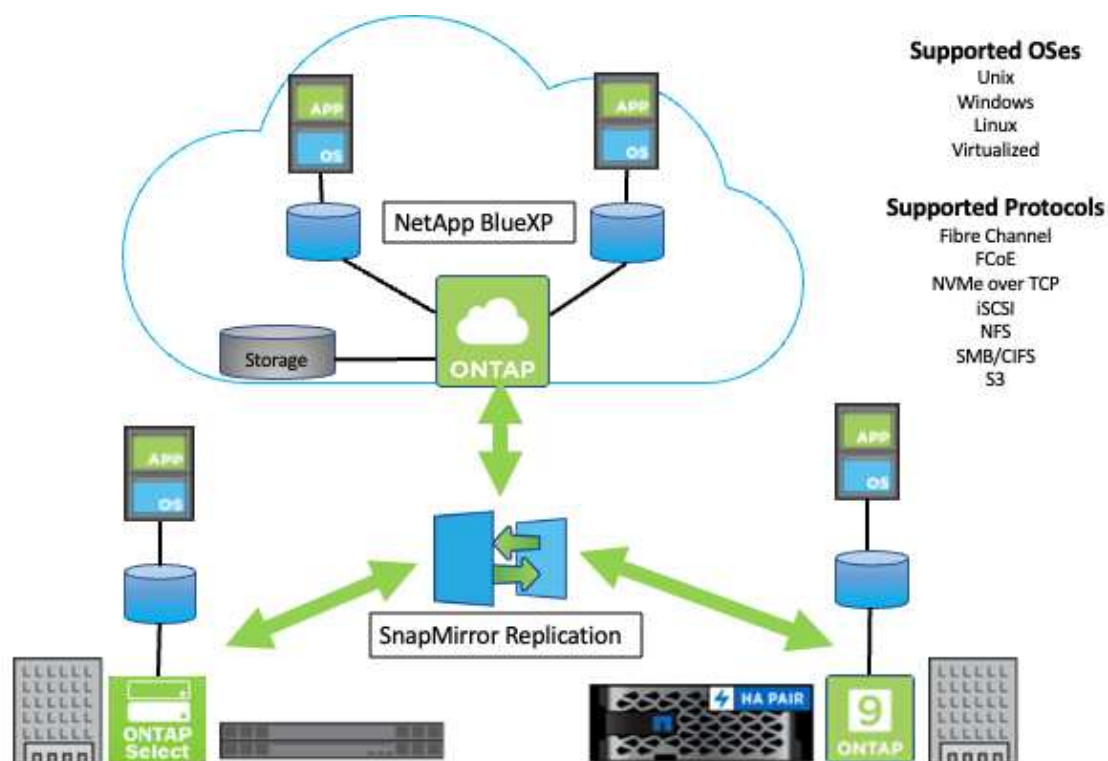 Supported OSes
Unix
Windows
Linux
Virtualized
Supported Protocols
Fibre Channel
FCoE
NVMe over TCP
iSCSI
NFS
SMB/CIFS
S3
APP
OS
APP
OS
NetApp BlueXP
Storage
ONTAP
APP
OS
APP
OS
SnapMirror Replication
ONTAP
Select
HA PAIR
9
ONTAP